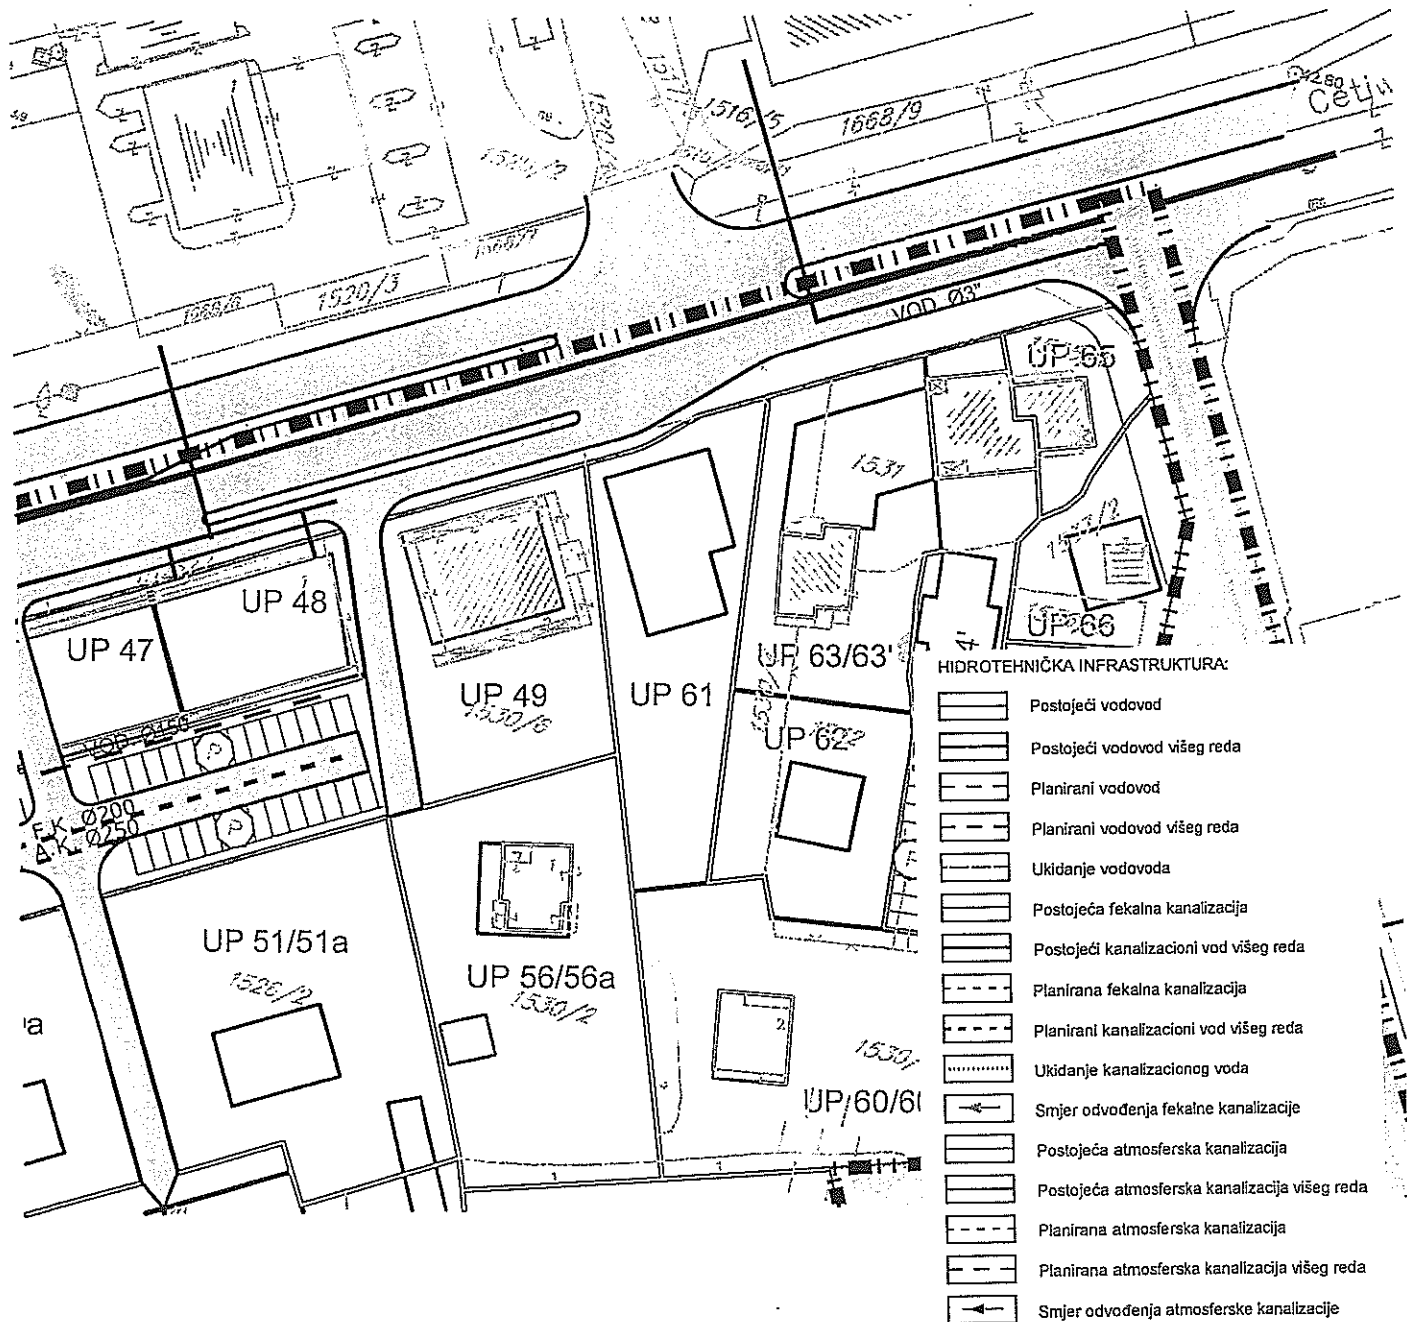 1516/5
1668/9
Cetin
1520/3
VOD Ø3"
UP 65
1531
UP 48
UP 47
UP 49
1530/6
UP 61
UP 63/63'
UP 66
UP 62
VOD
P
F.K. Ø200
A.K. Ø250
P
UP 51/51a
1526/2
UP 56/56a
1530/2
2
1530/
UP 60/60
HIDROTEHNIČKA INFRASTRUKTURA:
Postojeći vodovod
Postojeći vodovod višeg reda
Planirani vodovod
Planirani vodovod višeg reda
Ukidanje vodovoda
Postojeća fekalna kanalizacija
Postojeći kanalizacioni vod višeg reda
Planirana fekalna kanalizacija
Planirani kanalizacioni vod višeg reda
Ukidanje kanalizacionog voda
Smjer odvođenja fekalne kanalizacije
Postojeća atmosferska kanalizacija
Postojeća atmosferska kanalizacija višeg reda
Planirana atmosferska kanalizacija
Planirana atmosferska kanalizacija višeg reda
Smjer odvođenja atmosferske kanalizacije